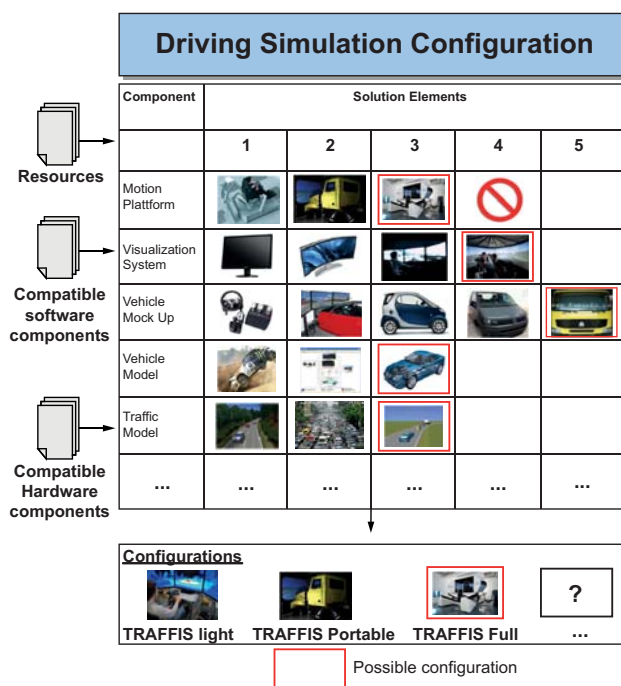 Driving Simulation Configuration
Component
Solution Elements
1 2 3 4 5
Resources
Motion
Plattform
Visualization
System
Compatible
software
components
Vehicle
Mock Up
Vehicle
Model
Traffic
Model
Compatible
Hardware
components
... ... ... ... ... ...
Configurations
?
TRAFFIS light TRAFFIS Portable TRAFFIS Full ...
Possible configuration